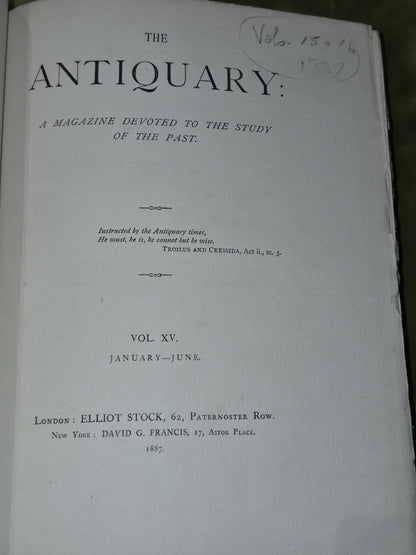 Vols. 15 & 16
1887
THE
ANTIQUARY:
A MAGAZINE DEVOTED TO THE STUDY
OF THE PAST.
Instructed by the Antiquary times,
He must, he is, he cannot but be wise.
TROILUS AND CRESSIDA, Act ii., sc. 3.
VOL. XV.
JANUARY—JUNE.
LONDON: ELLIOT STOCK, 62, PATERNOSTER ROW.
NEW YORK: DAVID G. FRANCIS, 17, ASTOR PLACE.
1887.